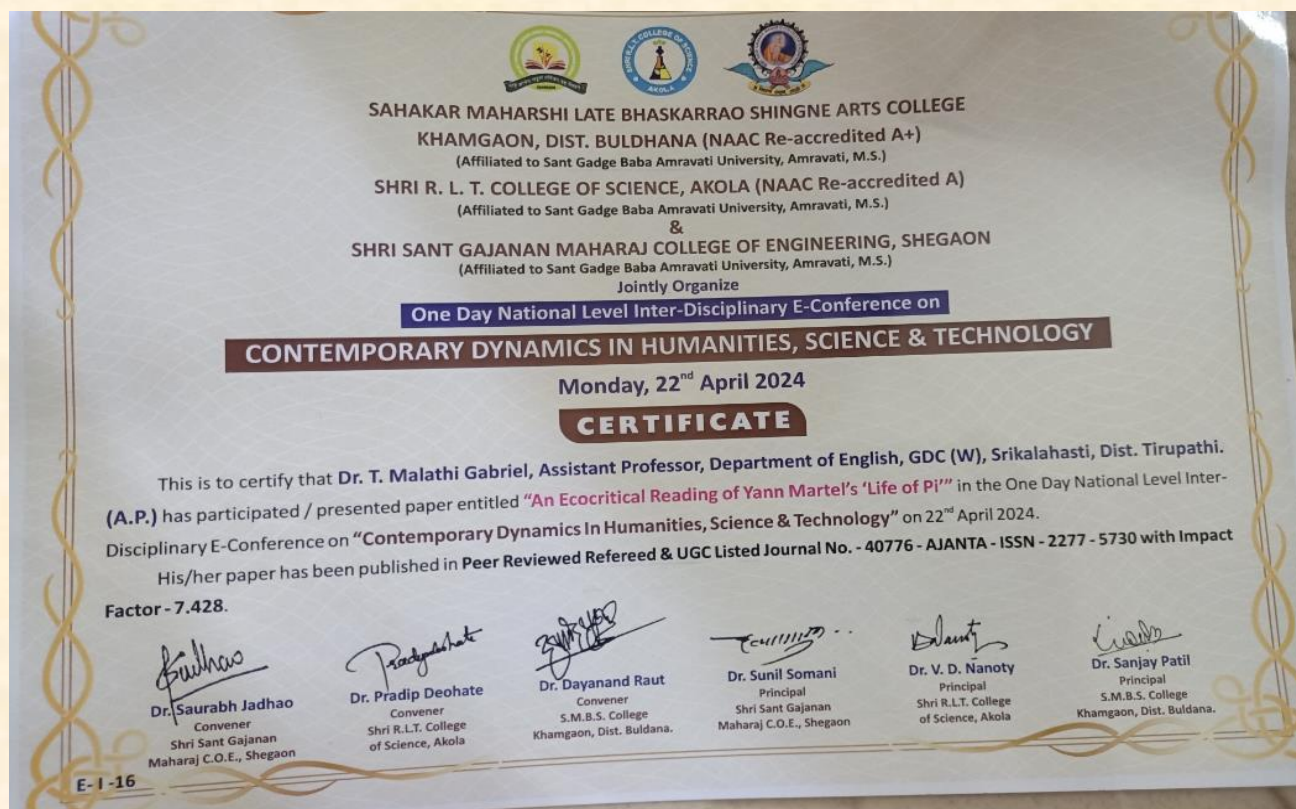 SHRI R.L.T. COLLEGE OF SCIENCE
AKOLA
SAHAKAR MAHARSHI LATE BHASKARRAO SHINGNE ARTS COLLEGE
KHAMGAON, DIST. BULDHANA (NAAC Re-accredited A+)
(Affiliated to Sant Gadge Baba Amravati University, Amravati, M.S.)
SHRI R. L. T. COLLEGE OF SCIENCE, AKOLA (NAAC Re-accredited A)
(Affiliated to Sant Gadge Baba Amravati University, Amravati, M.S.)
&
SHRI SANT GAJANAN MAHARAJ COLLEGE OF ENGINEERING, SHEGAON
(Affiliated to Sant Gadge Baba Amravati University, Amravati, M.S.)
Jointly Organize
One Day National Level Inter-Disciplinary E-Conference on
CONTEMPORARY DYNAMICS IN HUMANITIES, SCIENCE & TECHNOLOGY
Monday, 22nd April 2024
CERTIFICATE
This is to certify that Dr. T. Malathi Gabriel, Assistant Professor, Department of English, GDC (W), Srikalahasti, Dist. Tirupathi.
(A.P.) has participated / presented paper entitled "An Ecocritical Reading of Yann Martel's 'Life of Pi'" in the One Day National Level Inter-
Disciplinary E-Conference on "Contemporary Dynamics In Humanities, Science & Technology" on 22nd April 2024.
His/her paper has been published in Peer Reviewed Refereed & UGC Listed Journal No. - 40776 - AJANTA - ISSN - 2277 - 5730 with Impact
Factor - 7.428.
Dr. Saurabh Jadhao
Convener
Shri Sant Gajanan
Maharaj C.O.E., Shegaon
Dr. Pradip Deohate
Convener
Shri R.L.T. College
of Science, Akola
Dr. Dayanand Raut
Convener
S.M.B.S. College
Khamgaon, Dist. Buldana.
Dr. Sunil Somani
Principal
Shri Sant Gajanan
Maharaj C.O.E., Shegaon
Dr. V. D. Nanoty
Principal
Shri R.L.T. College
of Science, Akola
Dr. Sanjay Patil
Principal
S.M.B.S. College
Khamgaon, Dist. Buldana.
E- I -16